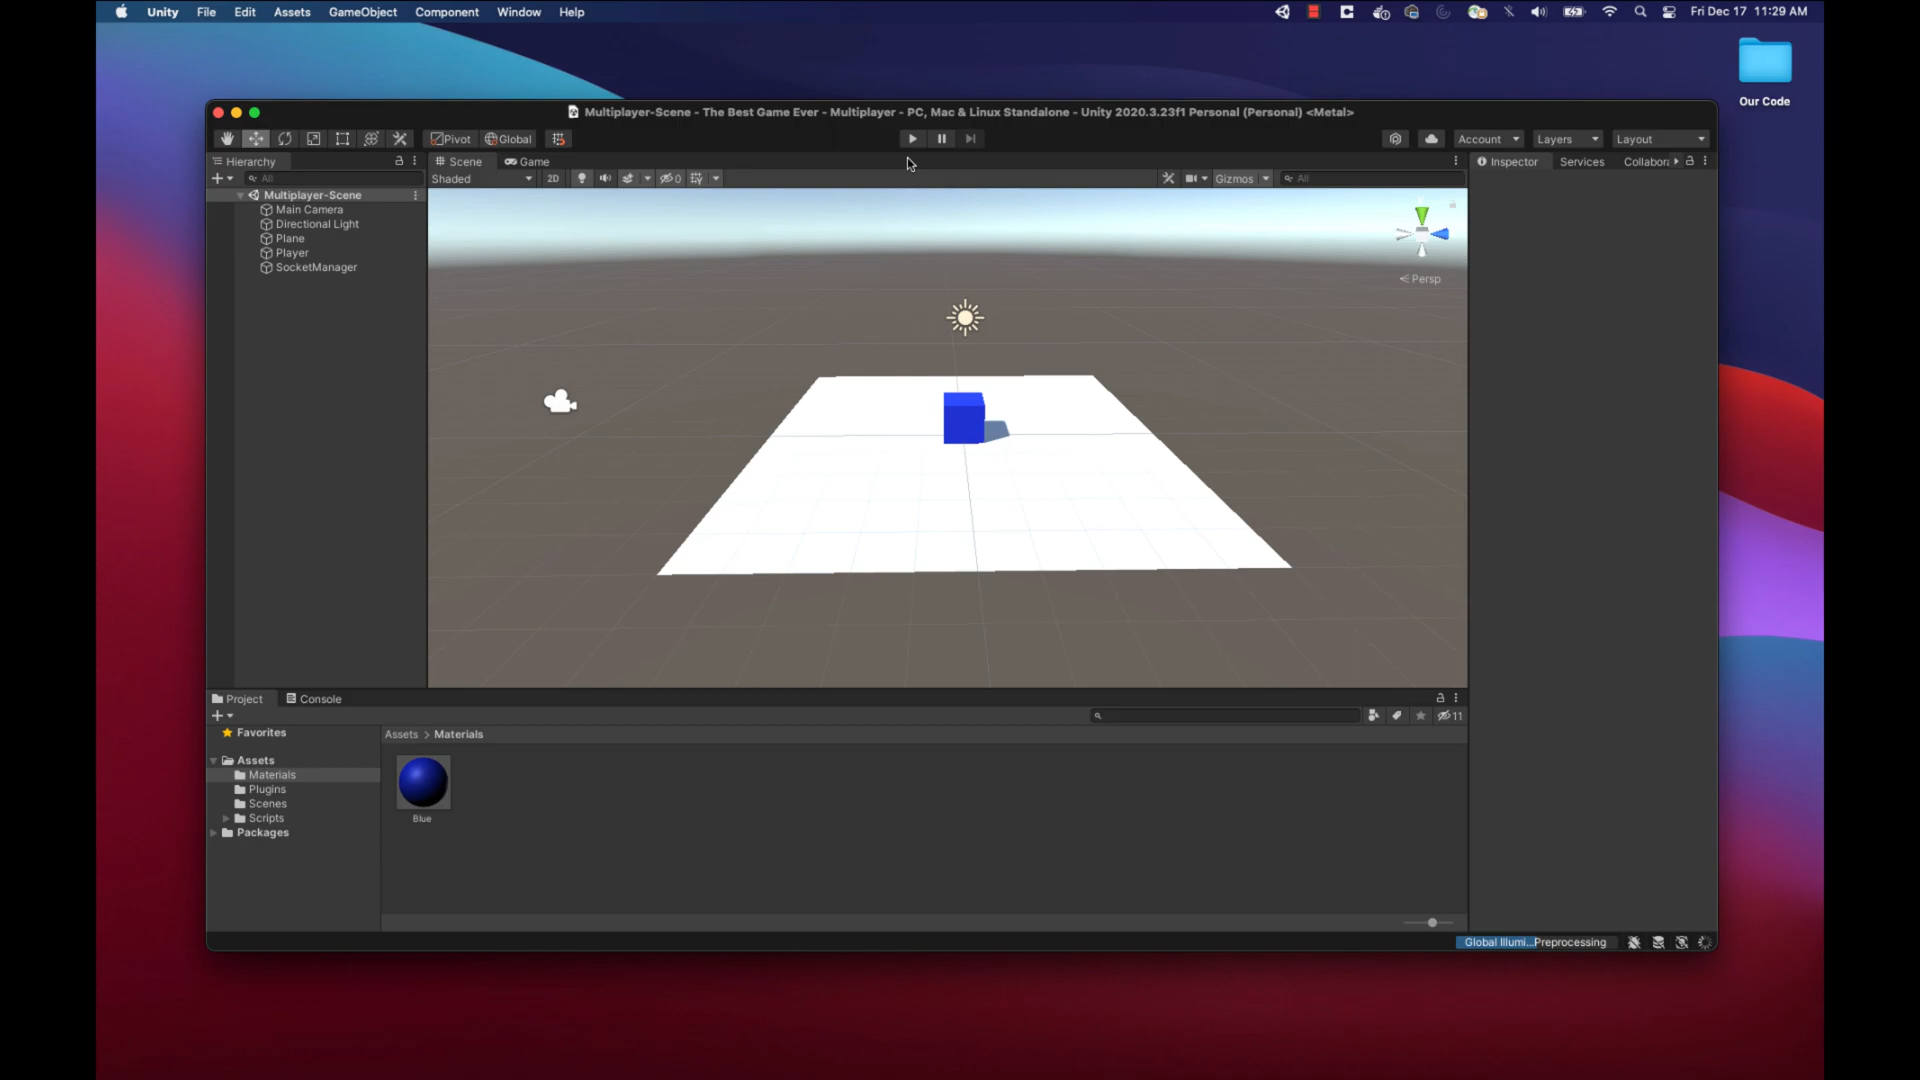 Unity File Edit Assets GameObject Component Window Help Fri Dec 17 11:29 AM
Our Code
Multiplayer-Scene - The Best Game Ever - Multiplayer - PC, Mac & Linux Standalone - Unity 2020.3.23f1 Personal (Personal) <Metal>
Pivot Global Account Layers Layout
Hierarchy Scene Game Inspector Services Collabor
All Shaded 2D 0 Gizmos All
Multiplayer-Scene
Main Camera
Directional Light
Plane
Player
SocketManager
Persp
Project Console
11
Favorites
Assets > Materials
Assets
Materials
Plugins
Scenes
Scripts
Packages
Blue
Global Illumi...Preprocessing